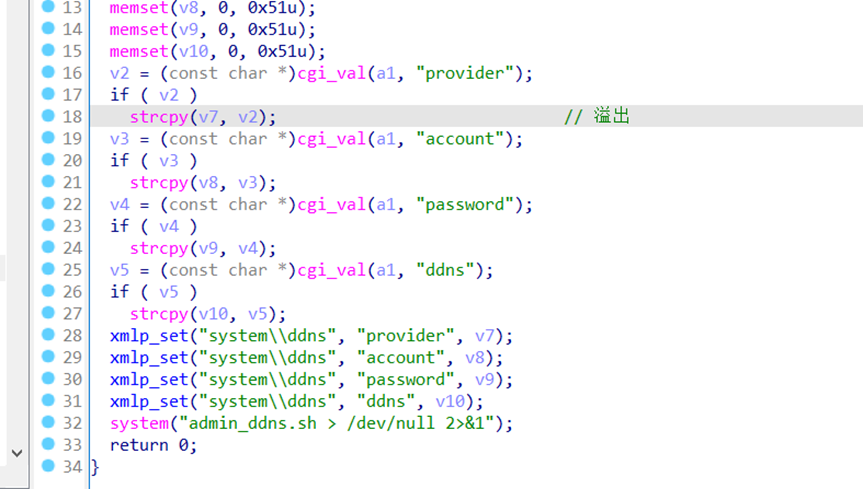 13 memset(v8, 0, 0x51u);
14 memset(v9, 0, 0x51u);
15 memset(v10, 0, 0x51u);
16 v2 = (const char *)cgi_val(a1, "provider");
17 if ( v2 )
18 strcpy(v7, v2); // 溢出
19 v3 = (const char *)cgi_val(a1, "account");
20 if ( v3 )
21 strcpy(v8, v3);
22 v4 = (const char *)cgi_val(a1, "password");
23 if ( v4 )
24 strcpy(v9, v4);
25 v5 = (const char *)cgi_val(a1, "ddns");
26 if ( v5 )
27 strcpy(v10, v5);
28 xmlp_set("system\\ddns", "provider", v7);
29 xmlp_set("system\\ddns", "account", v8);
30 xmlp_set("system\\ddns", "password", v9);
31 xmlp_set("system\\ddns", "ddns", v10);
32 system("admin_ddns.sh > /dev/null 2>&1");
33 return 0;
34 }